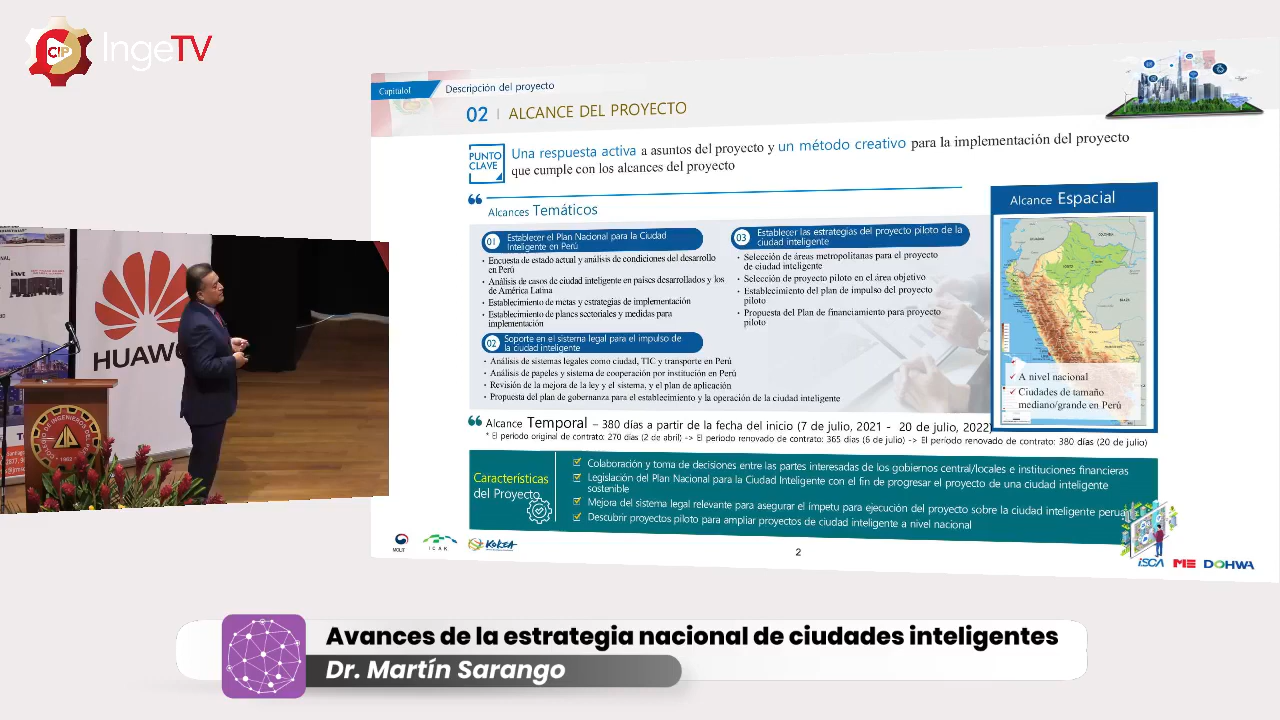 CIP IngeTV
CapítuloI Descripción del proyecto
02 | ALCANCE DEL PROYECTO
PUNTO CLAVE
Una respuesta activa a asuntos del proyecto y un método creativo para la implementación del proyecto
que cumple con los alcances del proyecto
Alcances Temáticos
01 Establecer el Plan Nacional para la Ciudad
Inteligente en Perú
• Encuesta de estado actual y análisis de condiciones del desarrollo
en Perú
• Análisis de casos de ciudad inteligente en países desarrollados y los
de América Latina
• Establecimiento de metas y estrategias de implementación
• Establecimiento de planes sectoriales y medidas para
implementación
02 Soporte en el sistema legal para el impulso de
la ciudad inteligente
• Análisis de sistemas legales como ciudad, TIC y transporte en Perú
• Análisis de papeles y sistema de cooperación por institución en Perú
• Revisión de la mejora de la ley y el sistema, y el plan de aplicación
• Propuesta del plan de gobernanza para el establecimiento y la operación de la ciudad inteligente
03 Establecer las estrategias del proyecto piloto de la
ciudad inteligente
• Selección de áreas metropolitanas para el proyecto
de ciudad inteligente
• Selección de proyecto piloto en el área objetivo
• Establecimiento del plan de impulso del proyecto
piloto
• Propuesta del Plan de financiamiento para proyecto
piloto
Alcance Espacial
✓ A nivel nacional
✓ Ciudades de tamaño
mediano/grande en Perú
Alcance Temporal – 380 días a partir de la fecha del inicio (7 de julio, 2021 - 20 de julio, 2022)
* El periodo original de contrato: 270 días (2 de abril) -> El periodo renovado de contrato: 365 días (6 de julio) -> El periodo renovado de contrato: 380 días (20 de julio)
Características
del Proyecto
Colaboración y toma de decisiones entre las partes interesadas de los gobiernos central/locales e instituciones financieras
Legislación del Plan Nacional para la Ciudad Inteligente con el fin de progresar el proyecto de una ciudad inteligente
sostenible
Mejora del sistema legal relevante para asegurar el ímpetu para ejecución del proyecto sobre la ciudad inteligente
Descubrir proyectos piloto para ampliar proyectos de ciudad inteligente a nivel nacional
MOLIT ICAK KOKEA
2
iSCA ME DOHWA
HUAW
Avances de la estrategia nacional de ciudades inteligentes
Dr. Martín Sarango